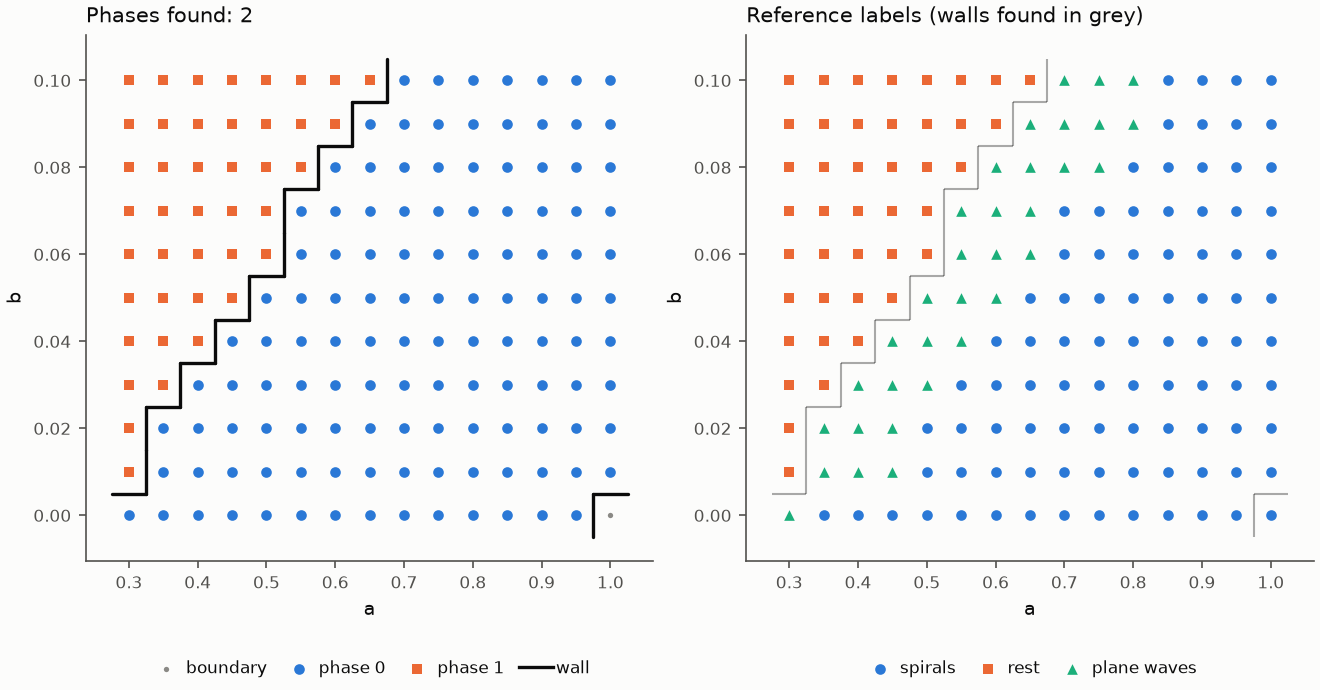 Phases found: 2
0.10
0.08
0.06
0.04
0.02
0.00
b
0.3 0.4 0.5 0.6 0.7 0.8 0.9 1.0
a
boundary phase 0 phase 1 wall
Reference labels (walls found in grey)
0.10
0.08
0.06
0.04
0.02
0.00
b
0.3 0.4 0.5 0.6 0.7 0.8 0.9 1.0
a
spirals rest plane waves